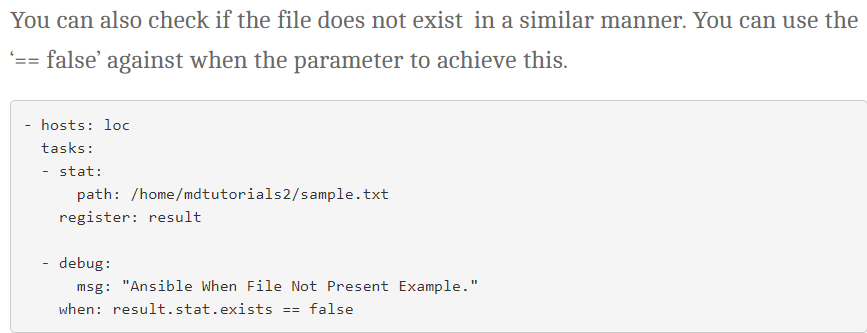 You can also check if the file does not exist  in a similar manner. You can use the
‘== false’ against when the parameter to achieve this.
- hosts: loc
  tasks:
  - stat:
      path: /home/mdtutorials2/sample.txt
    register: result

  - debug:
      msg: "Ansible When File Not Present Example."
    when: result.stat.exists == false